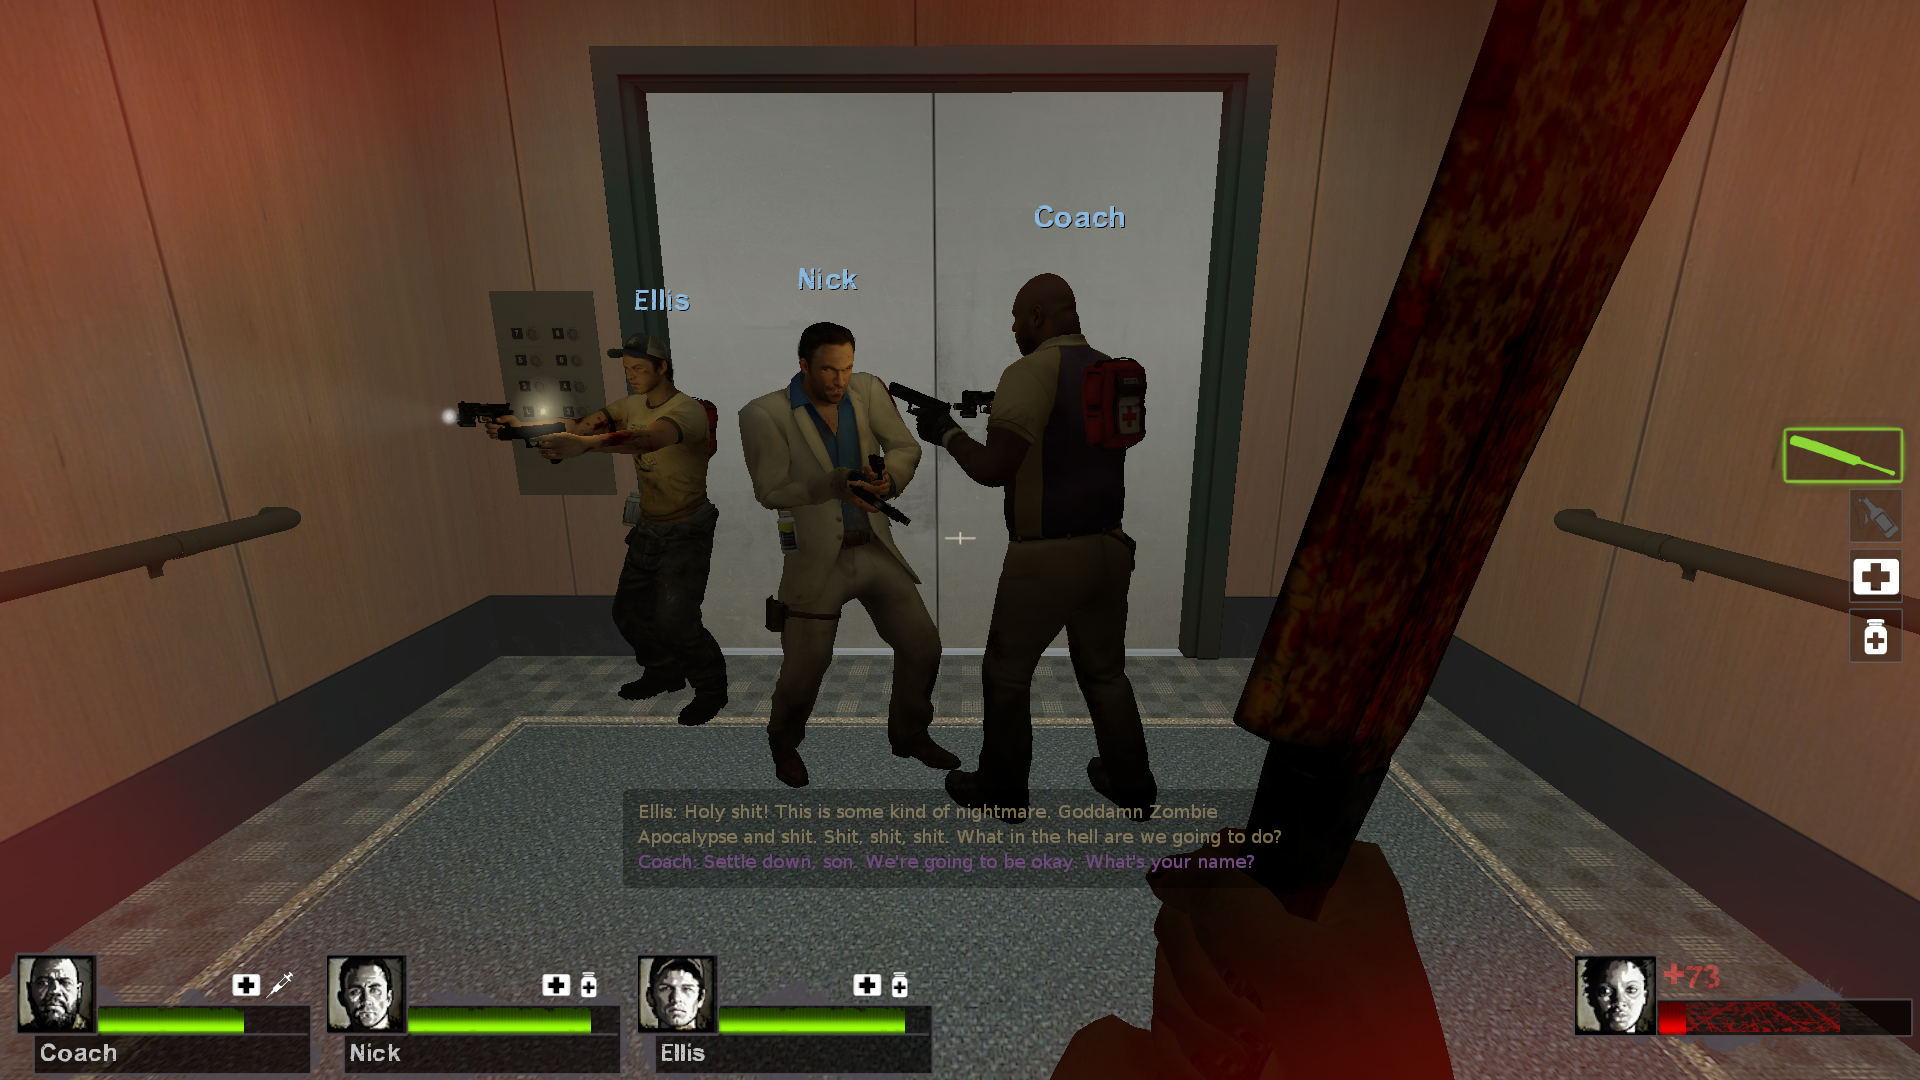 Coach
Nick
Ellis
Ellis: Holy shit! This is some kind of nightmare. Goddamn Zombie
Apocalypse and shit. Shit, shit, shit. What in the hell are we going to do?
Coach: Settle down, son. We're going to be okay. What's your name?
+73
Coach
Nick
Ellis